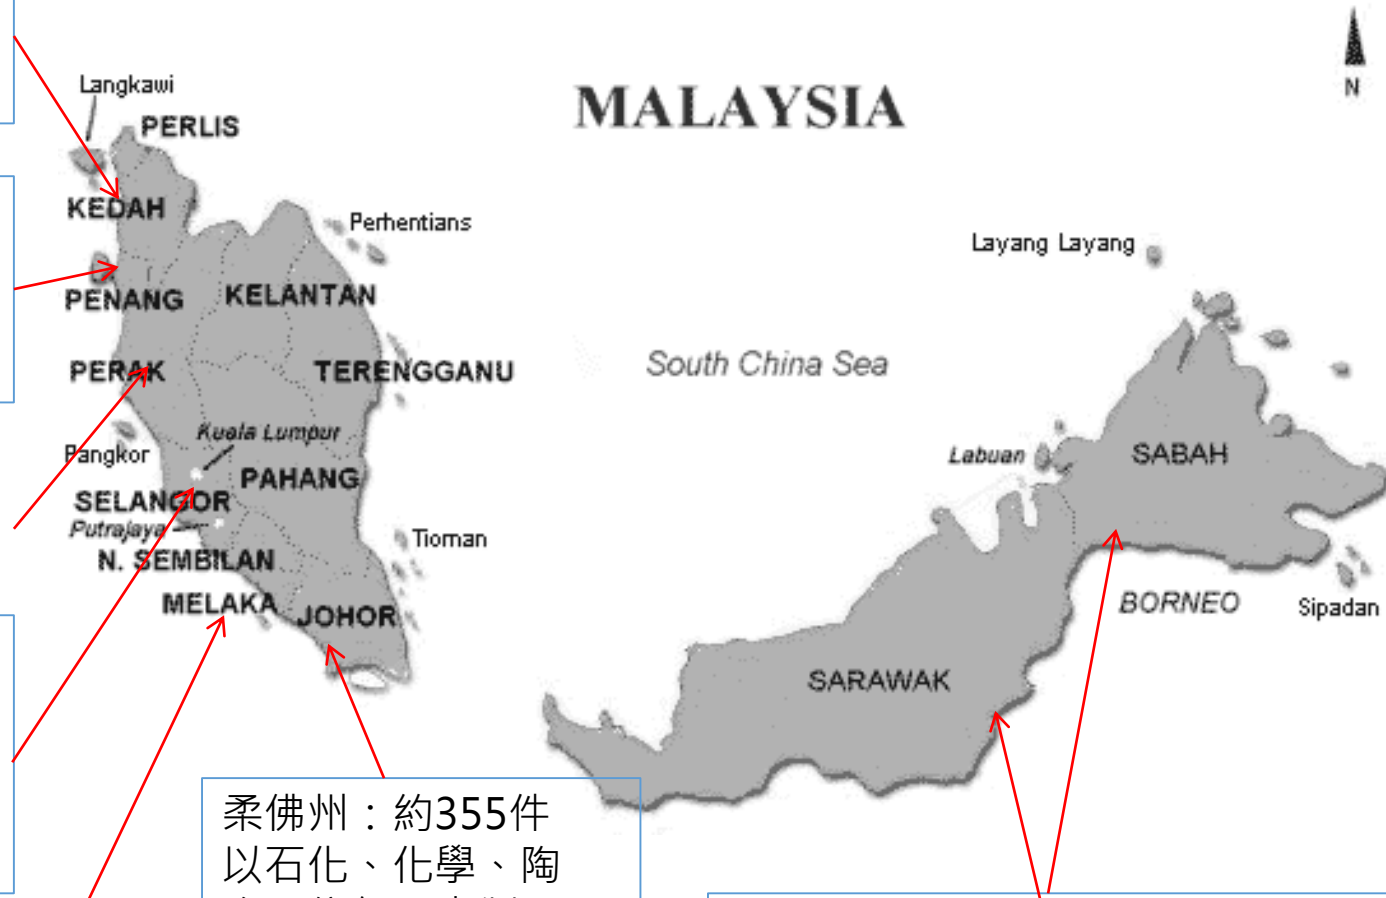 Langkawi
MALAYSIA
N
PERLIS
KEDAH
Perhentians
Layang Layang
PENANG
KELANTAN
South China Sea
PERAK
TERENGGANU
Kuala Lumpur
Pangkor
PAHANG
Labuan
SABAH
SELANGOR
Putrajaya
Tioman
N. SEMBILAN
MELAKA
JOHOR
BORNEO
Sipadan
SARAWAK
柔佛州：約355件
以石化、化學、陶